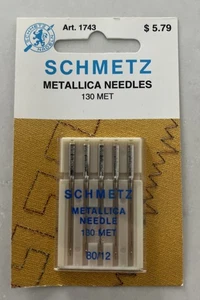 Art. 1743
$ 5.79
SCHMETZ
METALLICA NEEDLES
130 MET
SCHMETZ
METALLICA
NEEDLE
130 MET
80/12